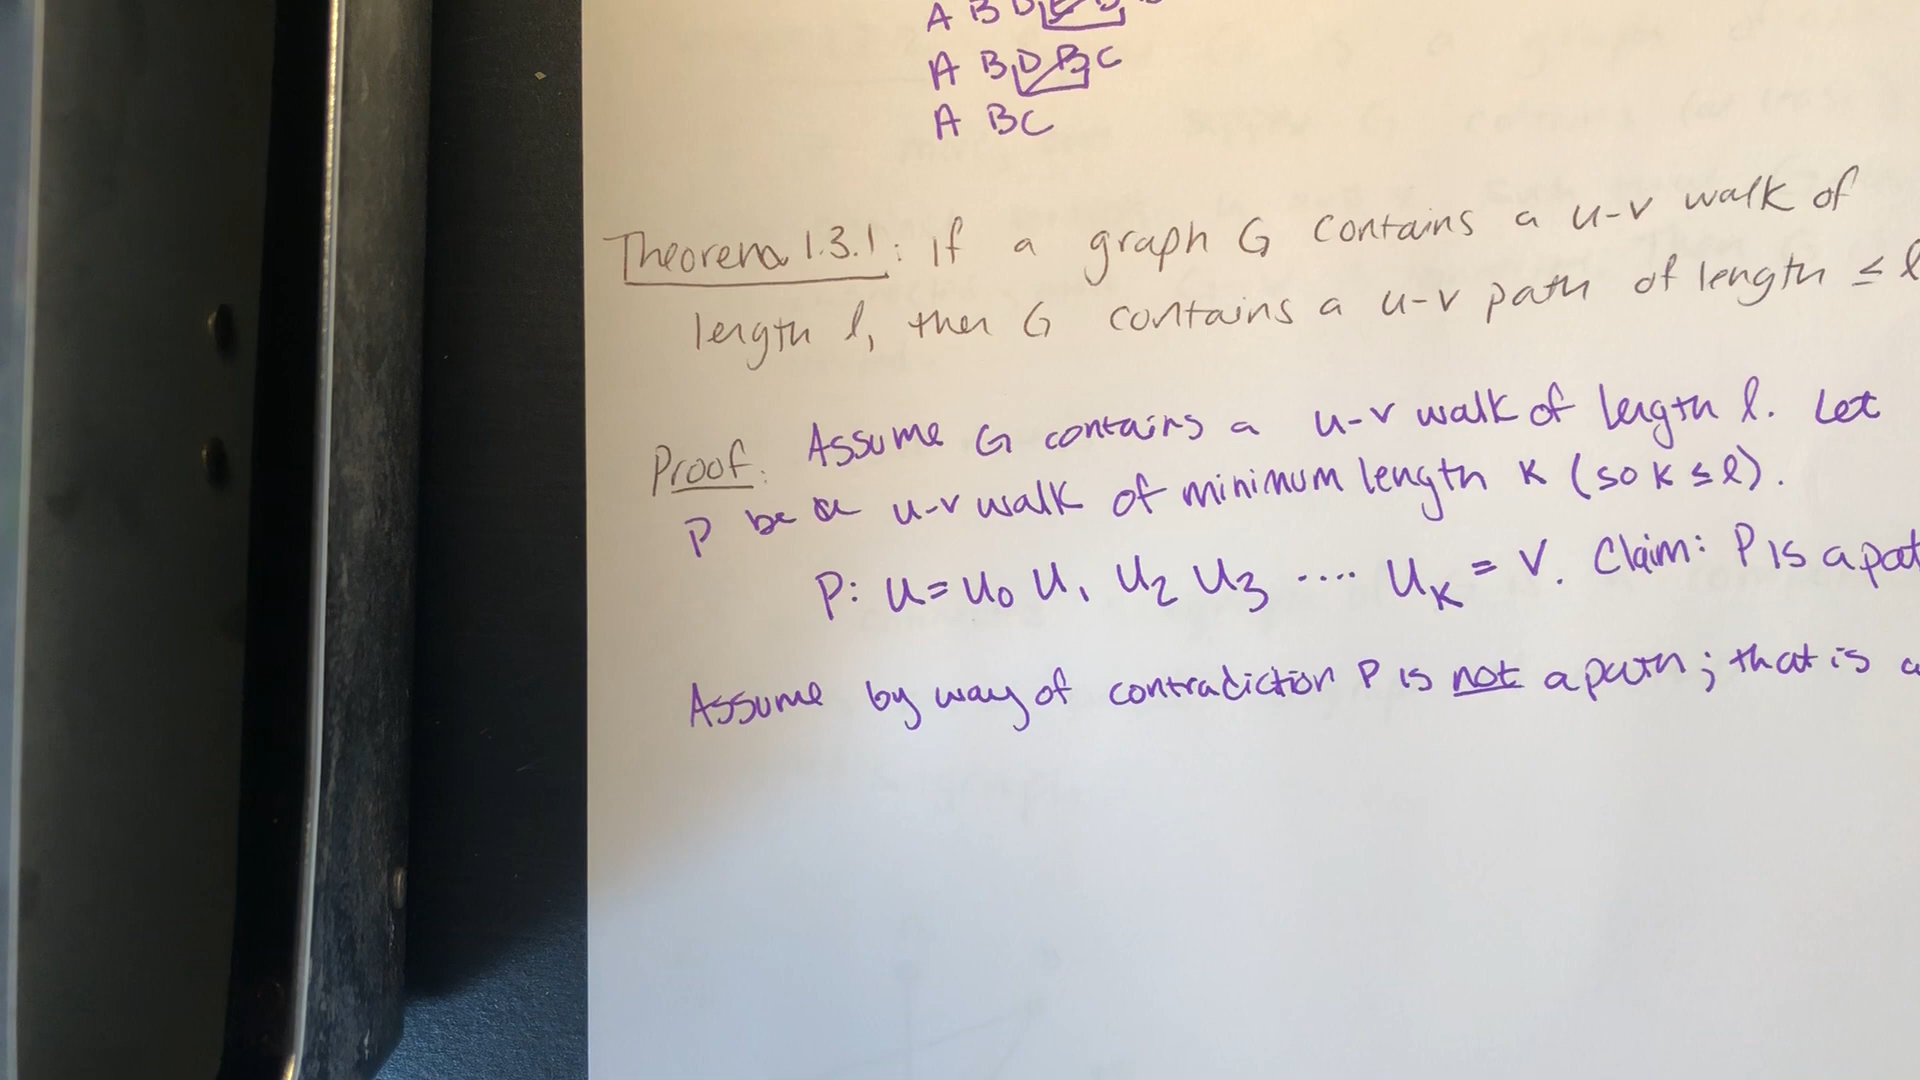 A B D
A B D B C
A B C
Theorem 1.3.1: If a graph G contains a u-v walk of
length l, then G contains a u-v path of length ≤ l
Proof: Assume G contains a u-v walk of length l. Let
P be a u-v walk of minimum length K (so K ≤ l).
P: u = u₀ u₁ u₂ u₃ .... u_K = v. Claim: P is a pat
Assume by way of contradiction P is not a path; that is a